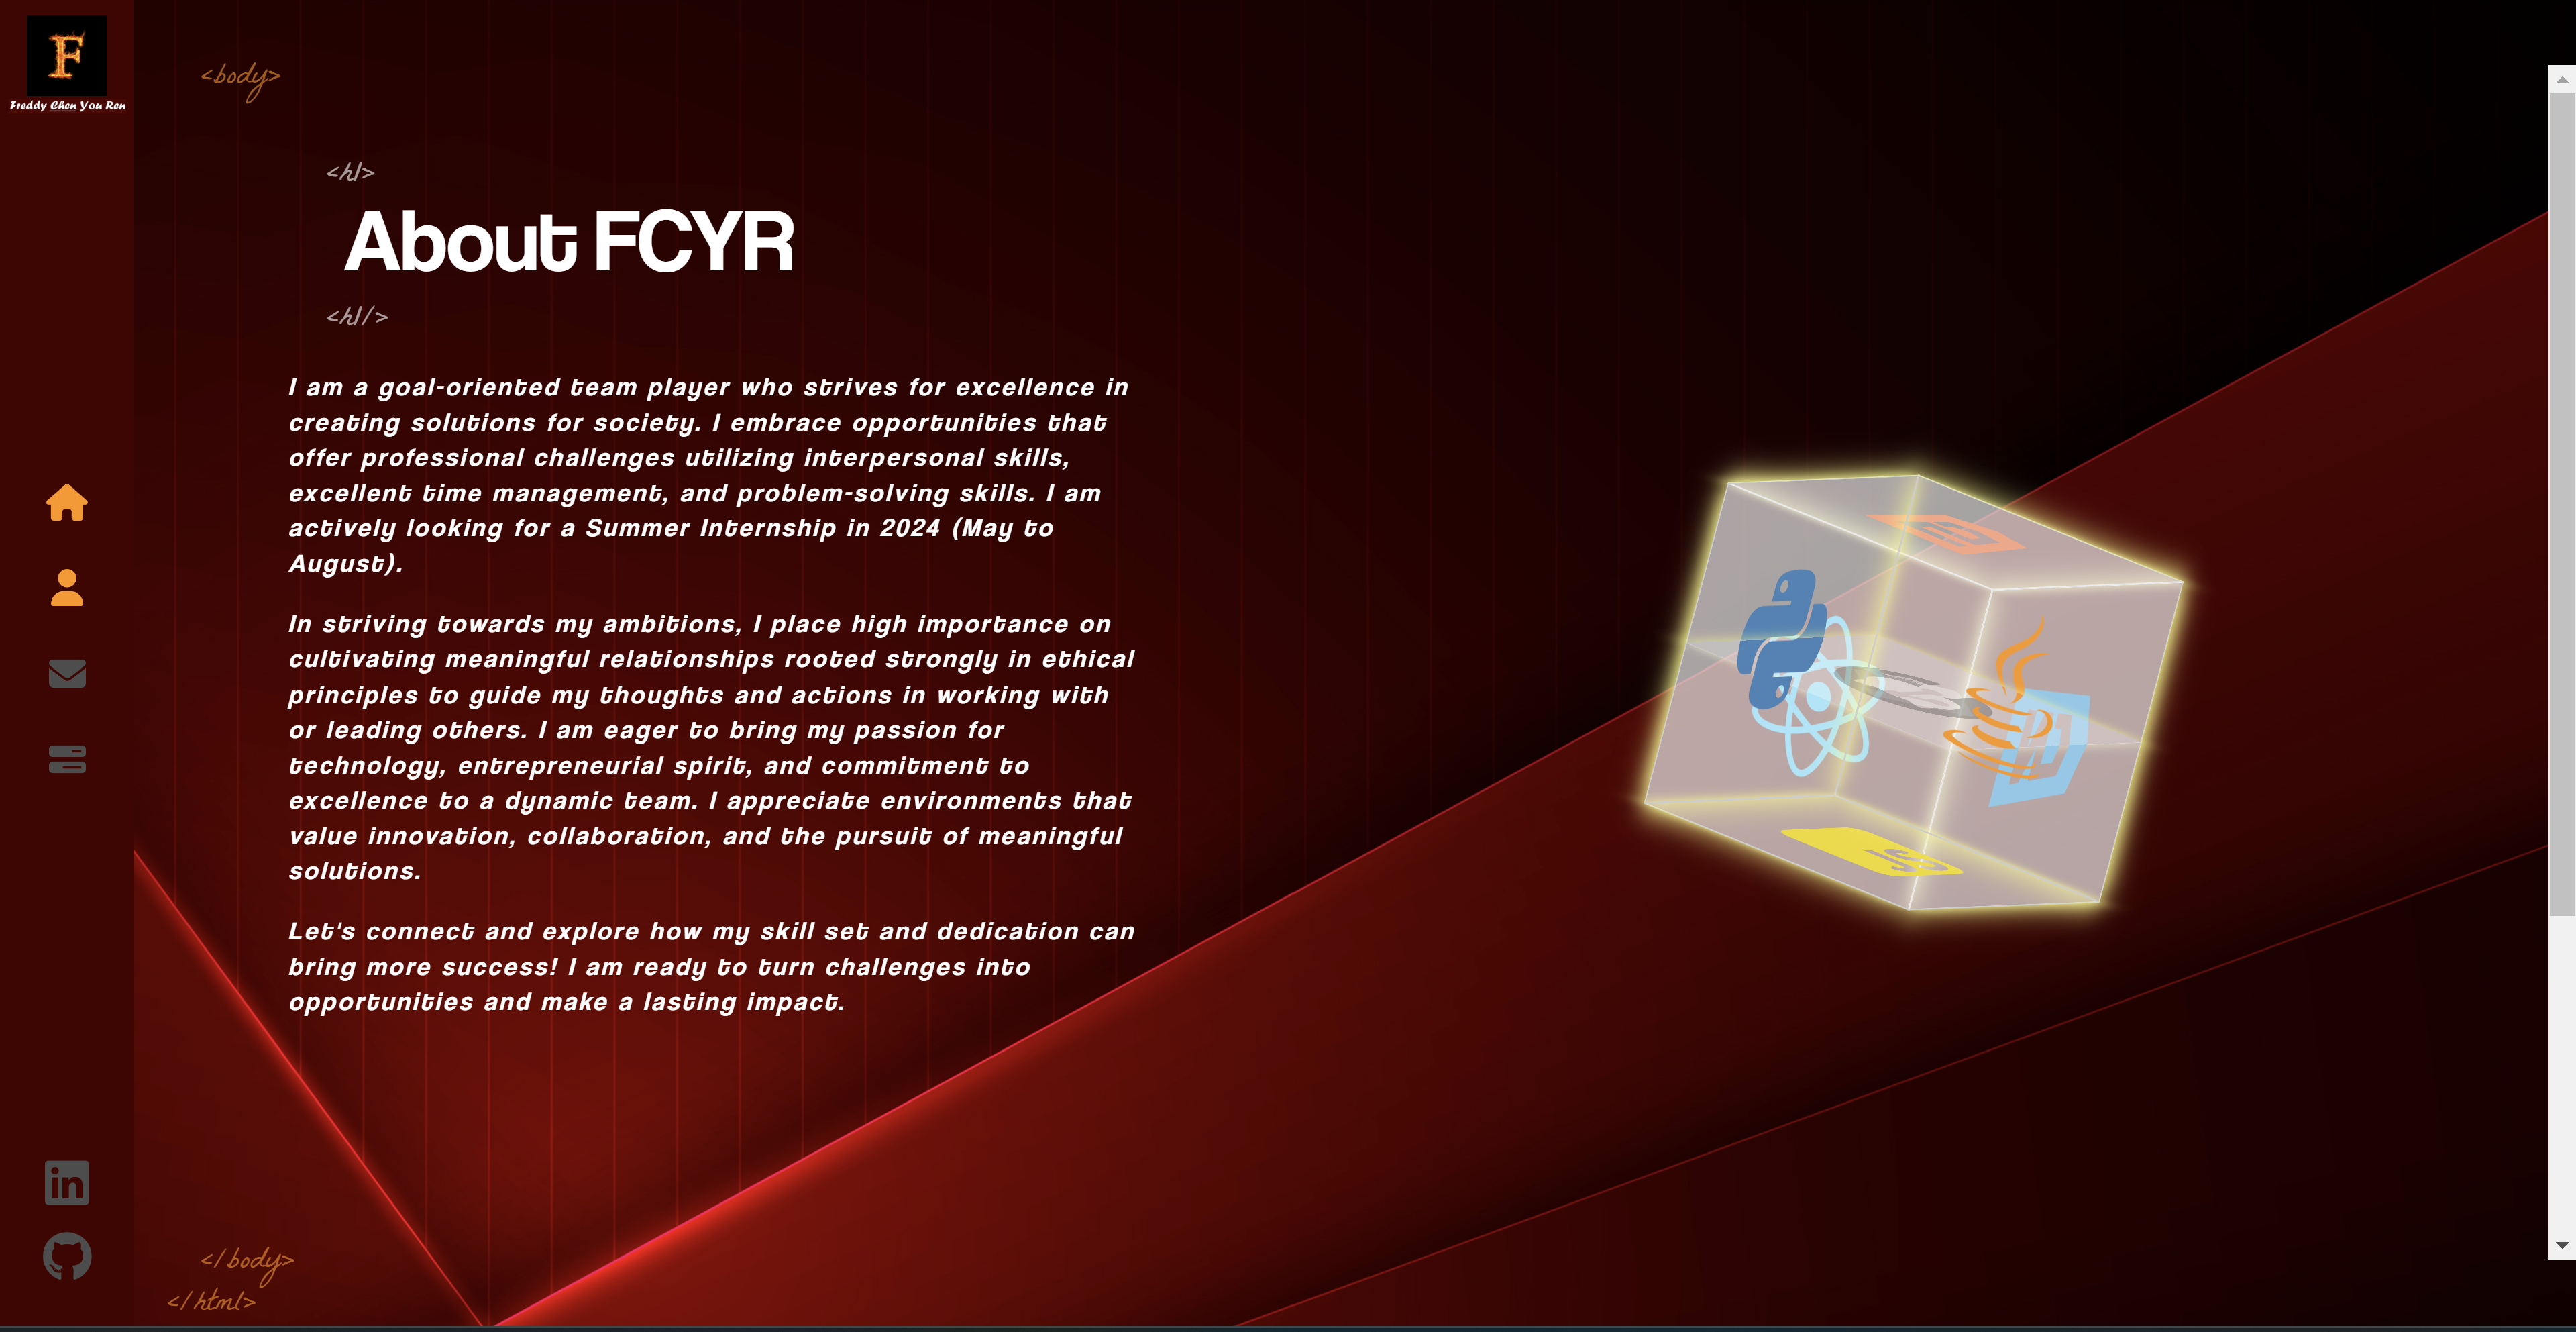 F
Freddy Chen You Ren
<body>
<h1>
About FCYR
<h1/>
I am a goal-oriented team player who strives for excellence in
creating solutions for society. I embrace opportunities that
offer professional challenges utilizing interpersonal skills,
excellent time management, and problem-solving skills. I am
actively looking for a Summer Internship in 2024 (May to
August).
In striving towards my ambitions, I place high importance on
cultivating meaningful relationships rooted strongly in ethical
principles to guide my thoughts and actions in working with
or leading others. I am eager to bring my passion for
technology, entrepreneurial spirit, and commitment to
excellence to a dynamic team. I appreciate environments that
value innovation, collaboration, and the pursuit of meaningful
solutions.
Let's connect and explore how my skill set and dedication can
bring more success! I am ready to turn challenges into
opportunities and make a lasting impact.
JS
in
</body>
</html>